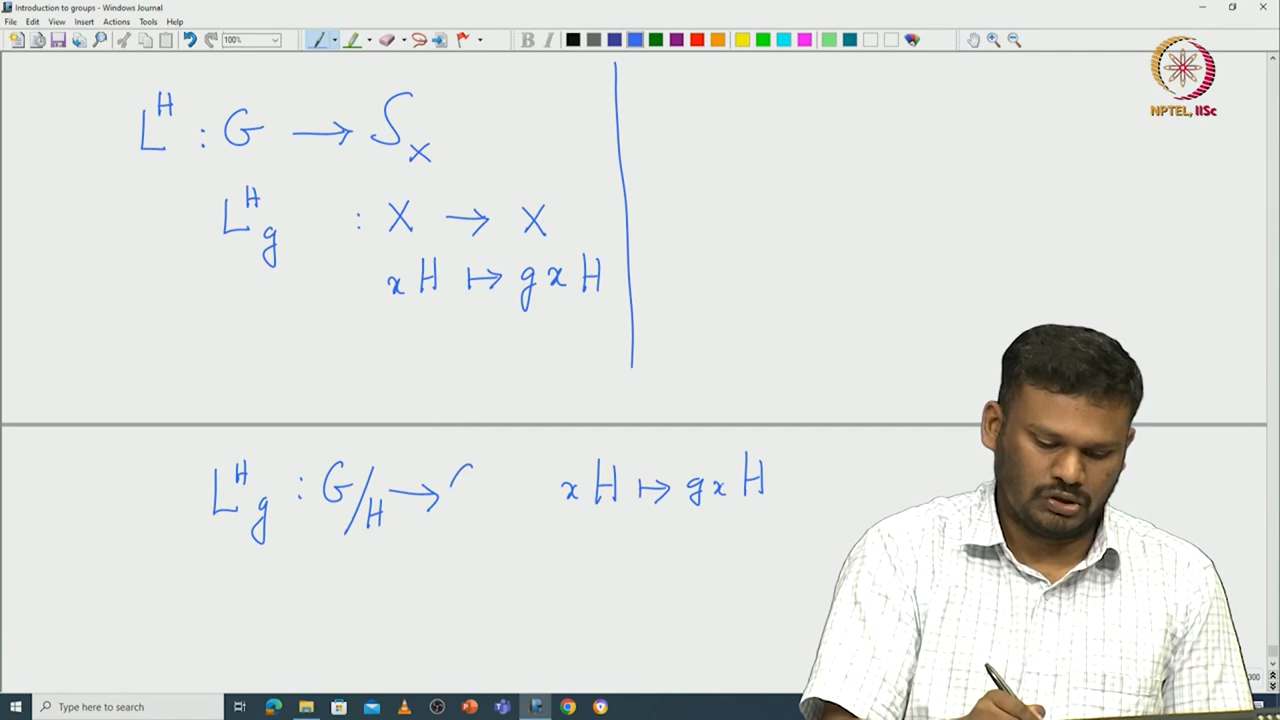 Introduction to groups - Windows Journal
File Edit View Insert Actions Tools Help
100%
B I
NPTEL, IISc
L^H : G → S_X
L^H_g : X → X
xH ↦ gxH
L^H_g : G/H → xH ↦ gxH
300
Type here to search